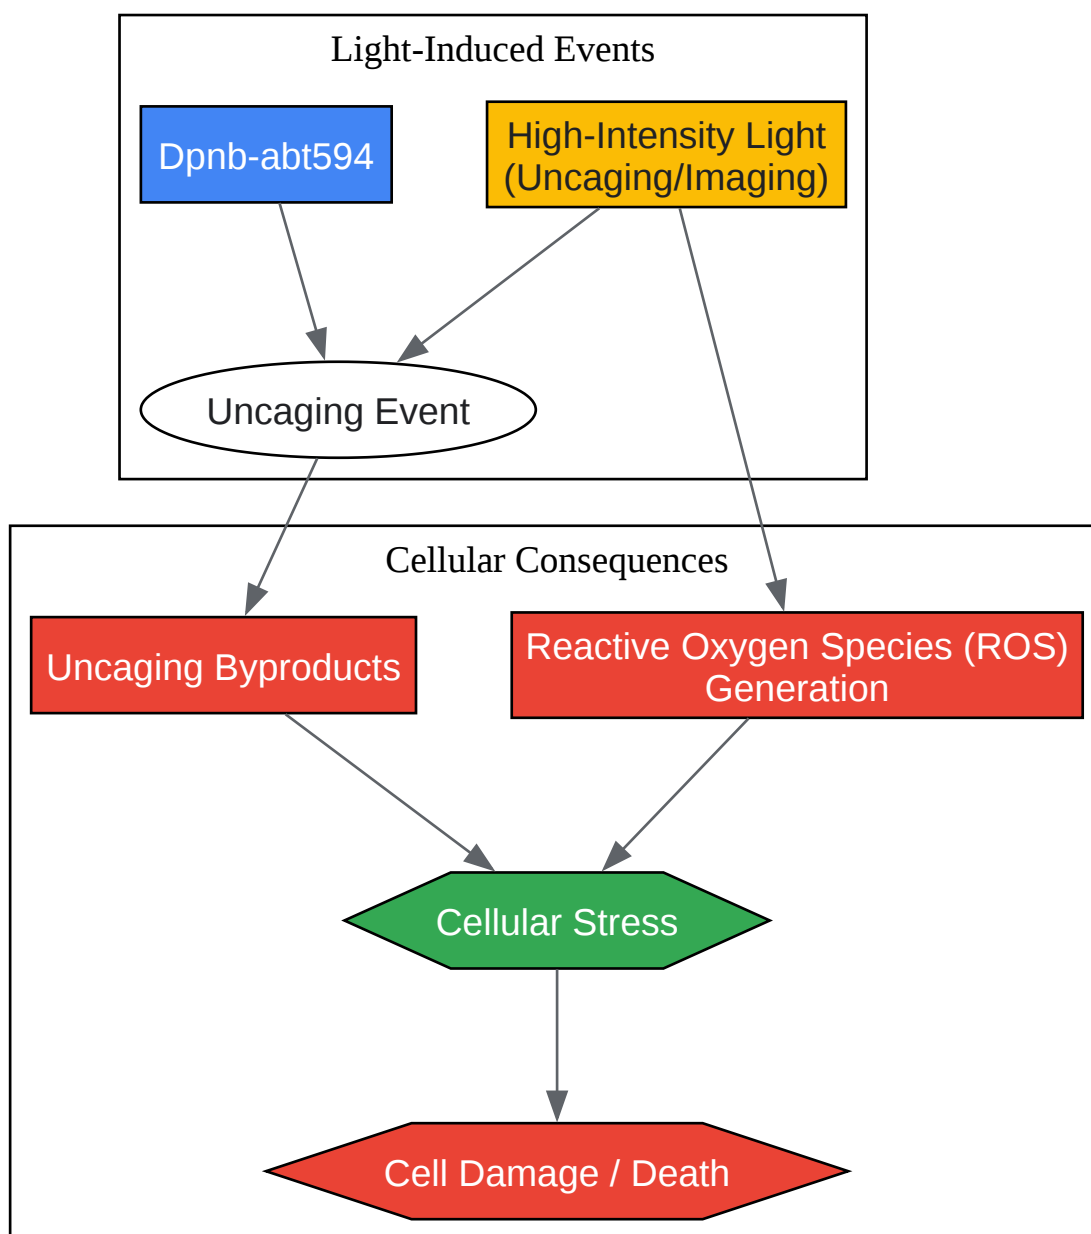 Light-Induced Events
Dpnb-abt594
High-Intensity Light
(Uncaging/Imaging)
Uncaging Event
Cellular Consequences
Uncaging Byproducts
Reactive Oxygen Species (ROS)
Generation
Cellular Stress
Cell Damage / Death